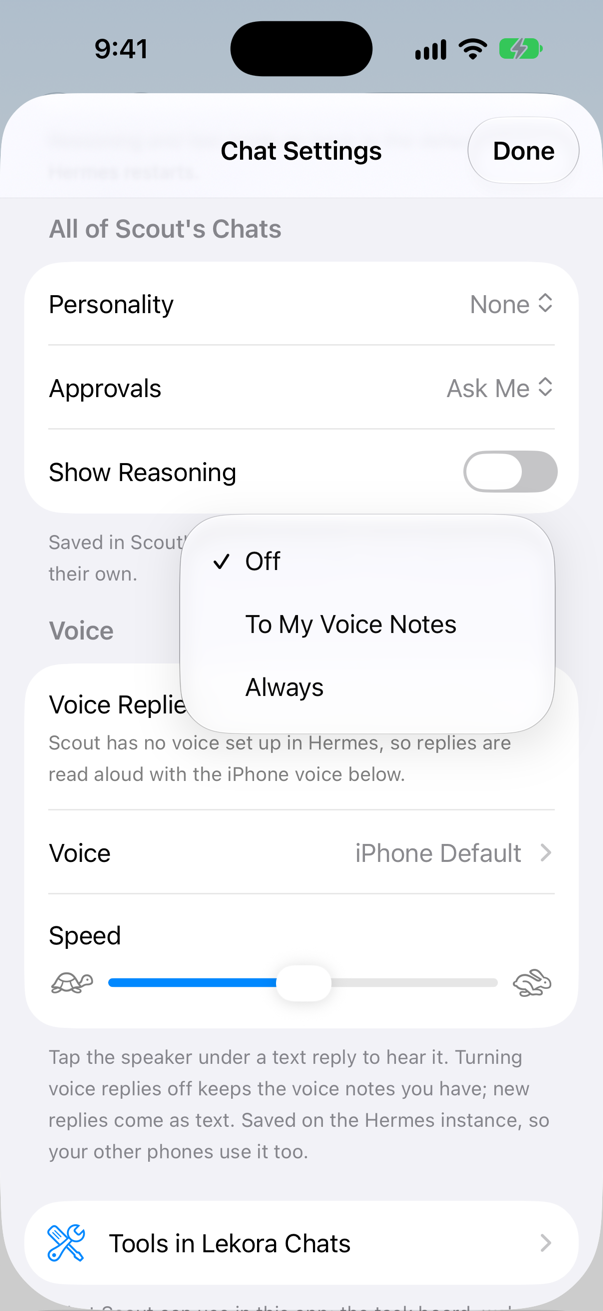 9:41
Hermes restarts.
Chat Settings
Done
All of Scout's Chats
Personality
None
Approvals
Ask Me
Show Reasoning
Saved in Scout'
their own.
Off
To My Voice Notes
Always
Voice
Voice Replie
Scout has no voice set up in Hermes, so replies are
read aloud with the iPhone voice below.
Voice
iPhone Default
Speed
Tap the speaker under a text reply to hear it. Turning
voice replies off keeps the voice notes you have; new
replies come as text. Saved on the Hermes instance, so
your other phones use it too.
Tools in Lekora Chats